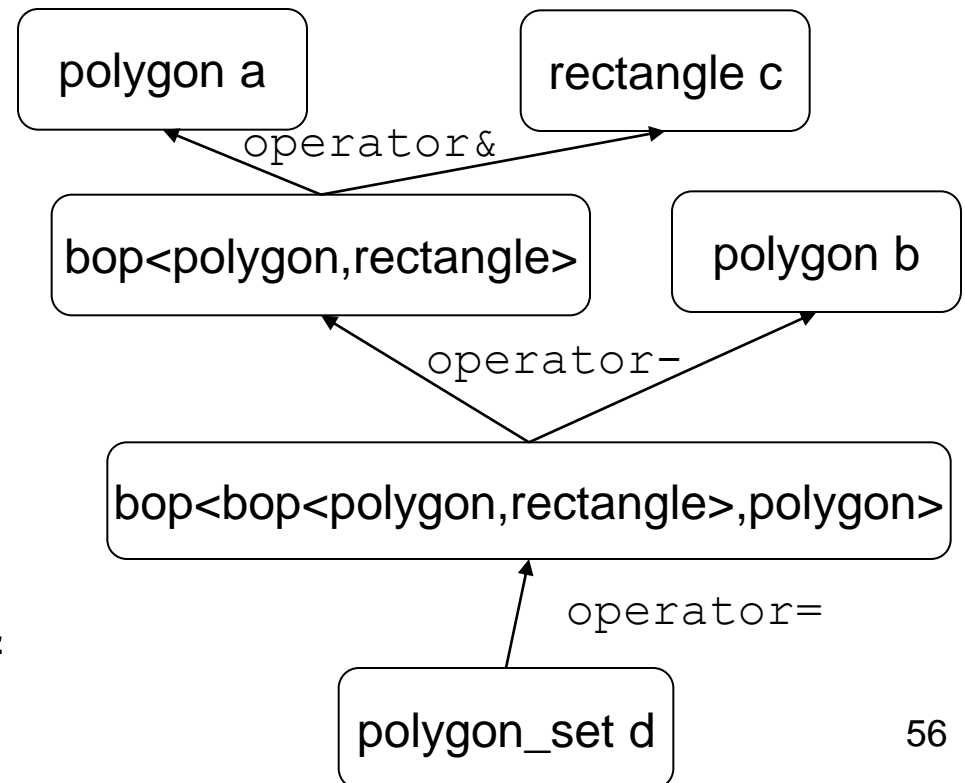 polygon a
rectangle c
operator&
bop<polygon,rectangle>
polygon b
operator-
bop<bop<polygon,rectangle>,polygon>
operator=
polygon_set d
56